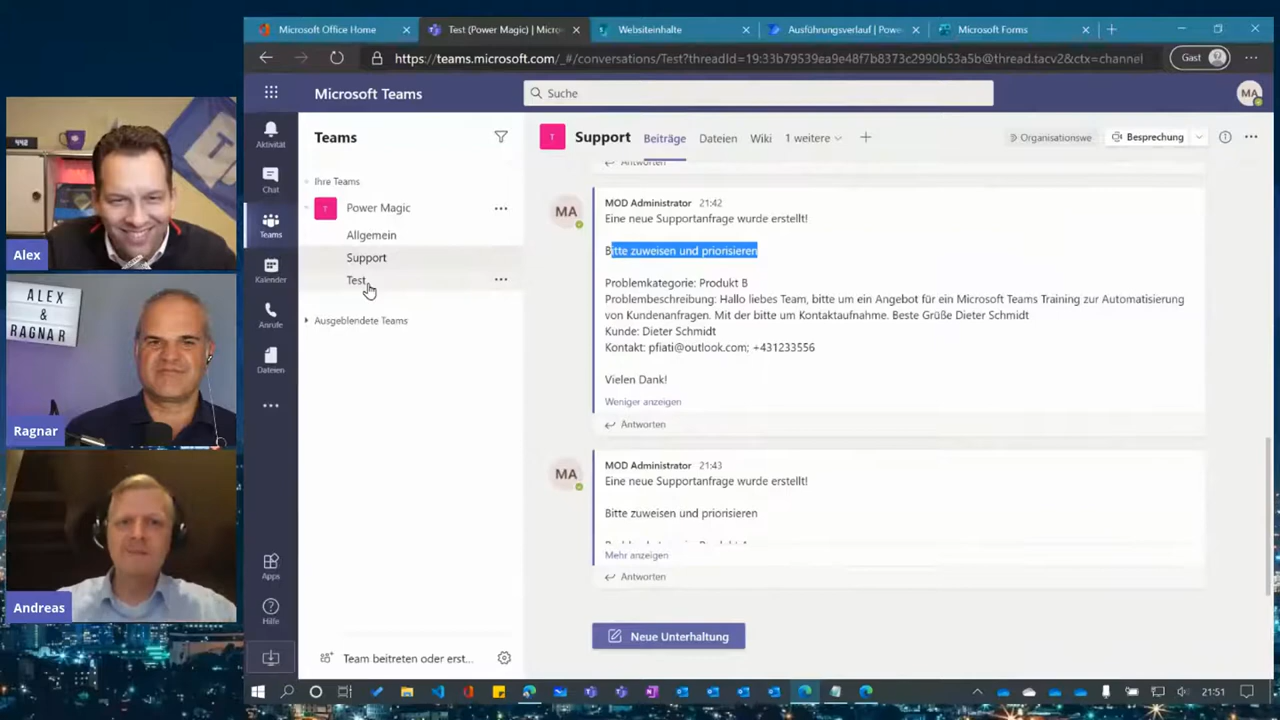 Microsoft Office Home
Test (Power Magic) | Micro
Websiteinhalte
Ausführungsverlauf | Powe
Microsoft Forms
https://teams.microsoft.com/_#/conversations/Test?threadId=19:33b79539ea9e48f7b8373c2990b53a5b@thread.tacv2&ctx=channel
Gast
Microsoft Teams
Suche
MA
Aktivität
Chat
Teams
Kalender
Anrufe
Dateien
Apps
Hilfe
Teams
Ihre Teams
T
Power Magic
Allgemein
Support
Test
Ausgeblendete Teams
Team beitreten oder erst...
T
Support
Beiträge
Dateien
Wiki
1 weitere
Organisationswe
Besprechung
Antworten
MA
MOD Administrator 21:42
Eine neue Supportanfrage wurde erstellt!
Bitte zuweisen und priorisieren
Problemkategorie: Produkt B
Problembeschreibung: Hallo liebes Team, bitte um ein Angebot für ein Microsoft Teams Training zur Automatisierung
von Kundenanfragen. Mit der bitte um Kontaktaufnahme. Beste Grüße Dieter Schmidt
Kunde: Dieter Schmidt
Kontakt: pfiati@outlook.com; +431233556
Vielen Dank!
Weniger anzeigen
Antworten
MA
MOD Administrator 21:43
Eine neue Supportanfrage wurde erstellt!
Bitte zuweisen und priorisieren
Mehr anzeigen
Antworten
Neue Unterhaltung
21:51
Alex
ALEX
&
RAGNAR
Ragnar
Andreas